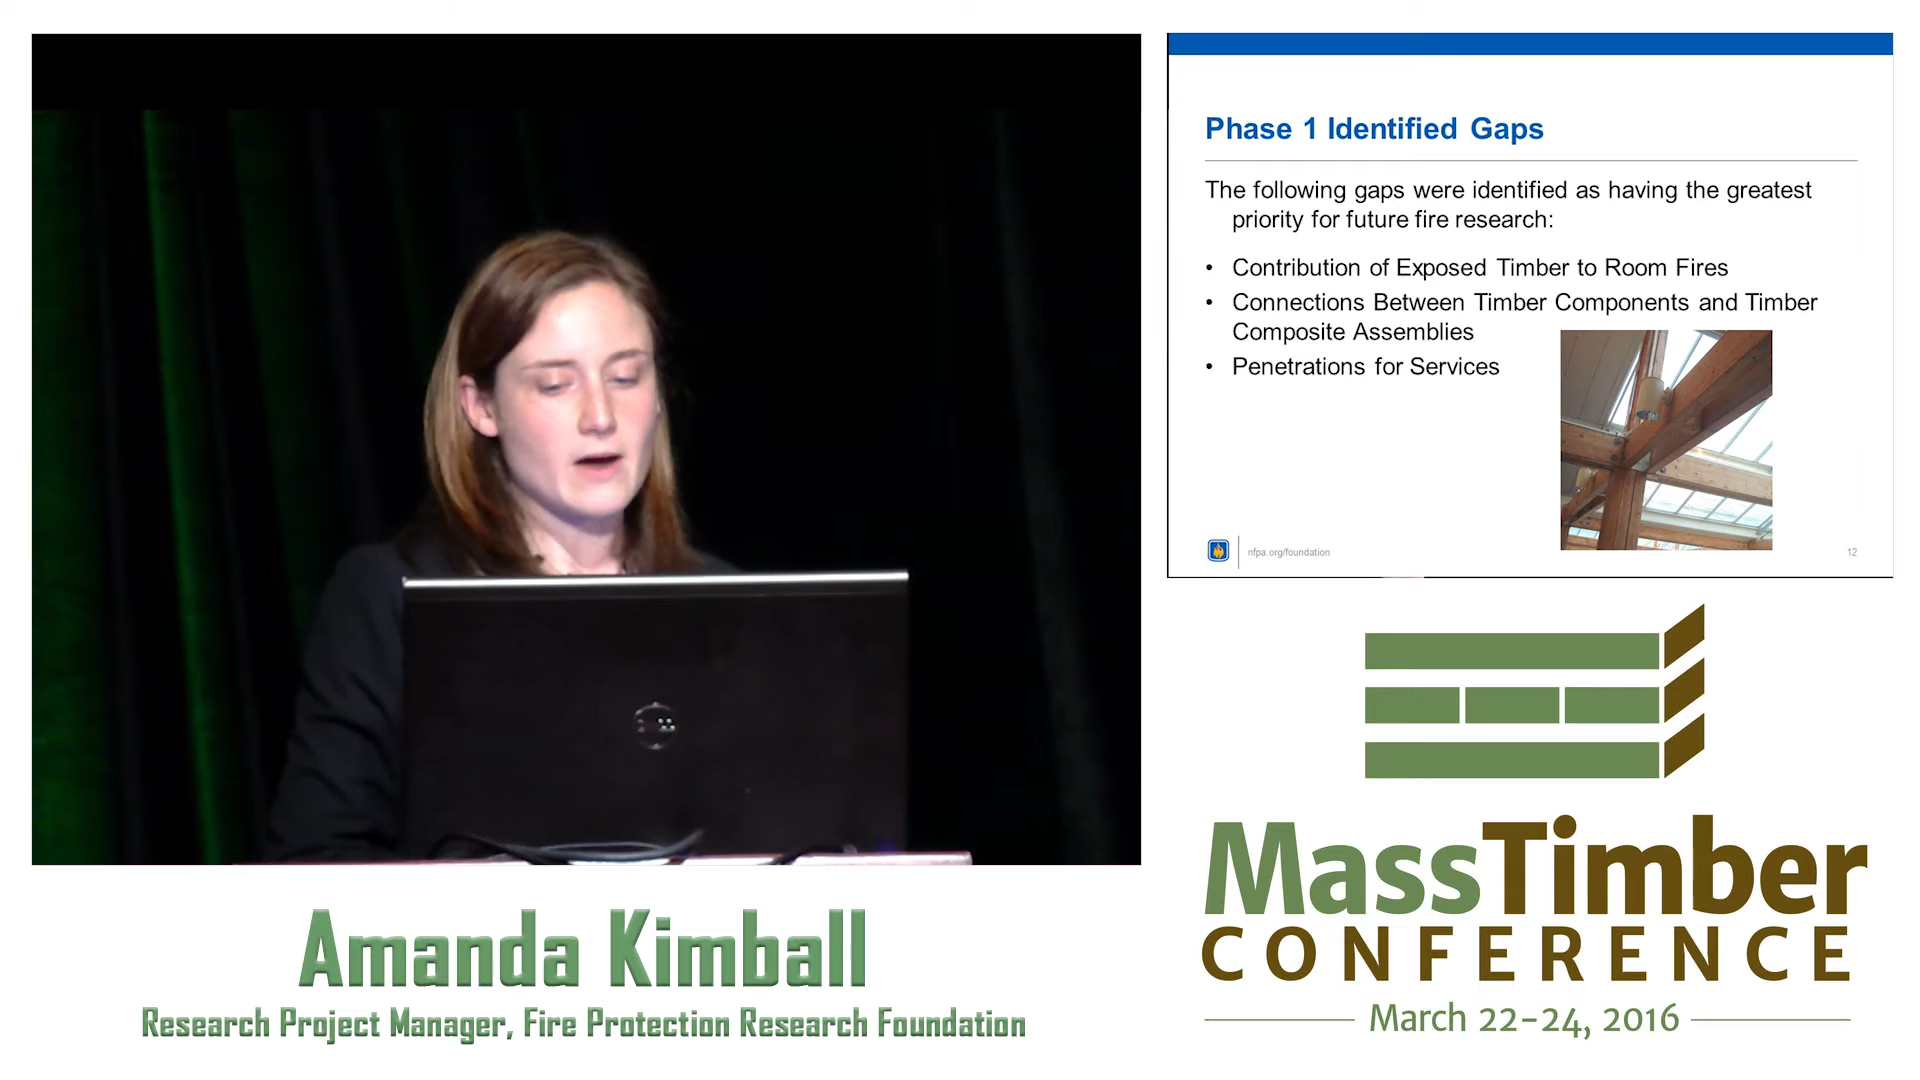 Phase 1 Identified Gaps
The following gaps were identified as having the greatest
priority for future fire research:
• Contribution of Exposed Timber to Room Fires
• Connections Between Timber Components and Timber
Composite Assemblies
• Penetrations for Services
nfpa.org/foundation
12
MassTimber
CONFERENCE
March 22-24, 2016
Amanda Kimball
Research Project Manager, Fire Protection Research Foundation